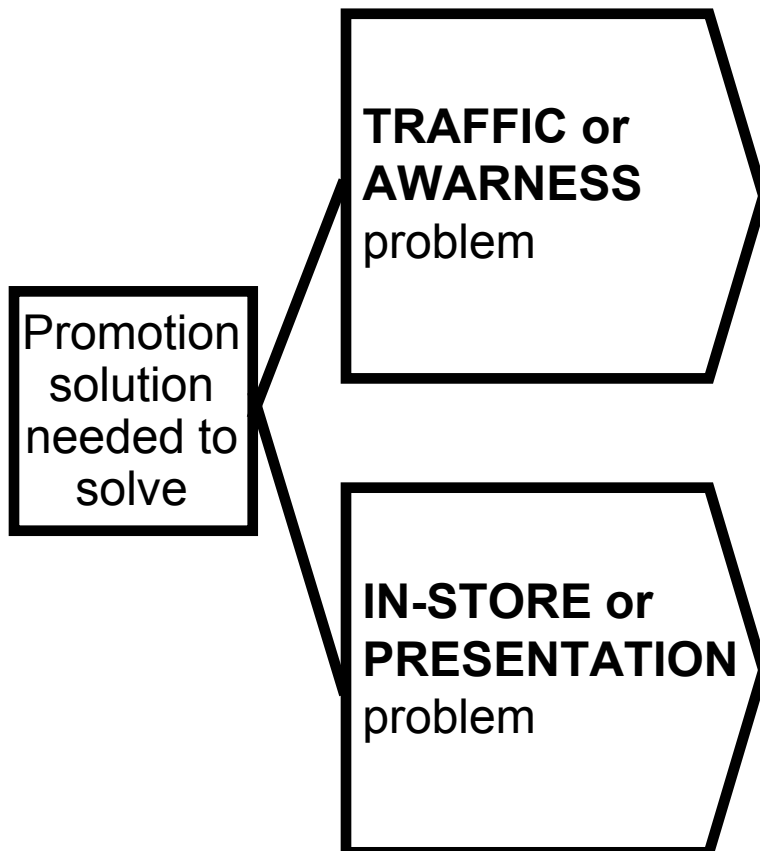 Promotion
solution
needed to
solve
TRAFFIC or
AWARNESS
problem
IN-STORE or
PRESENTATION
problem